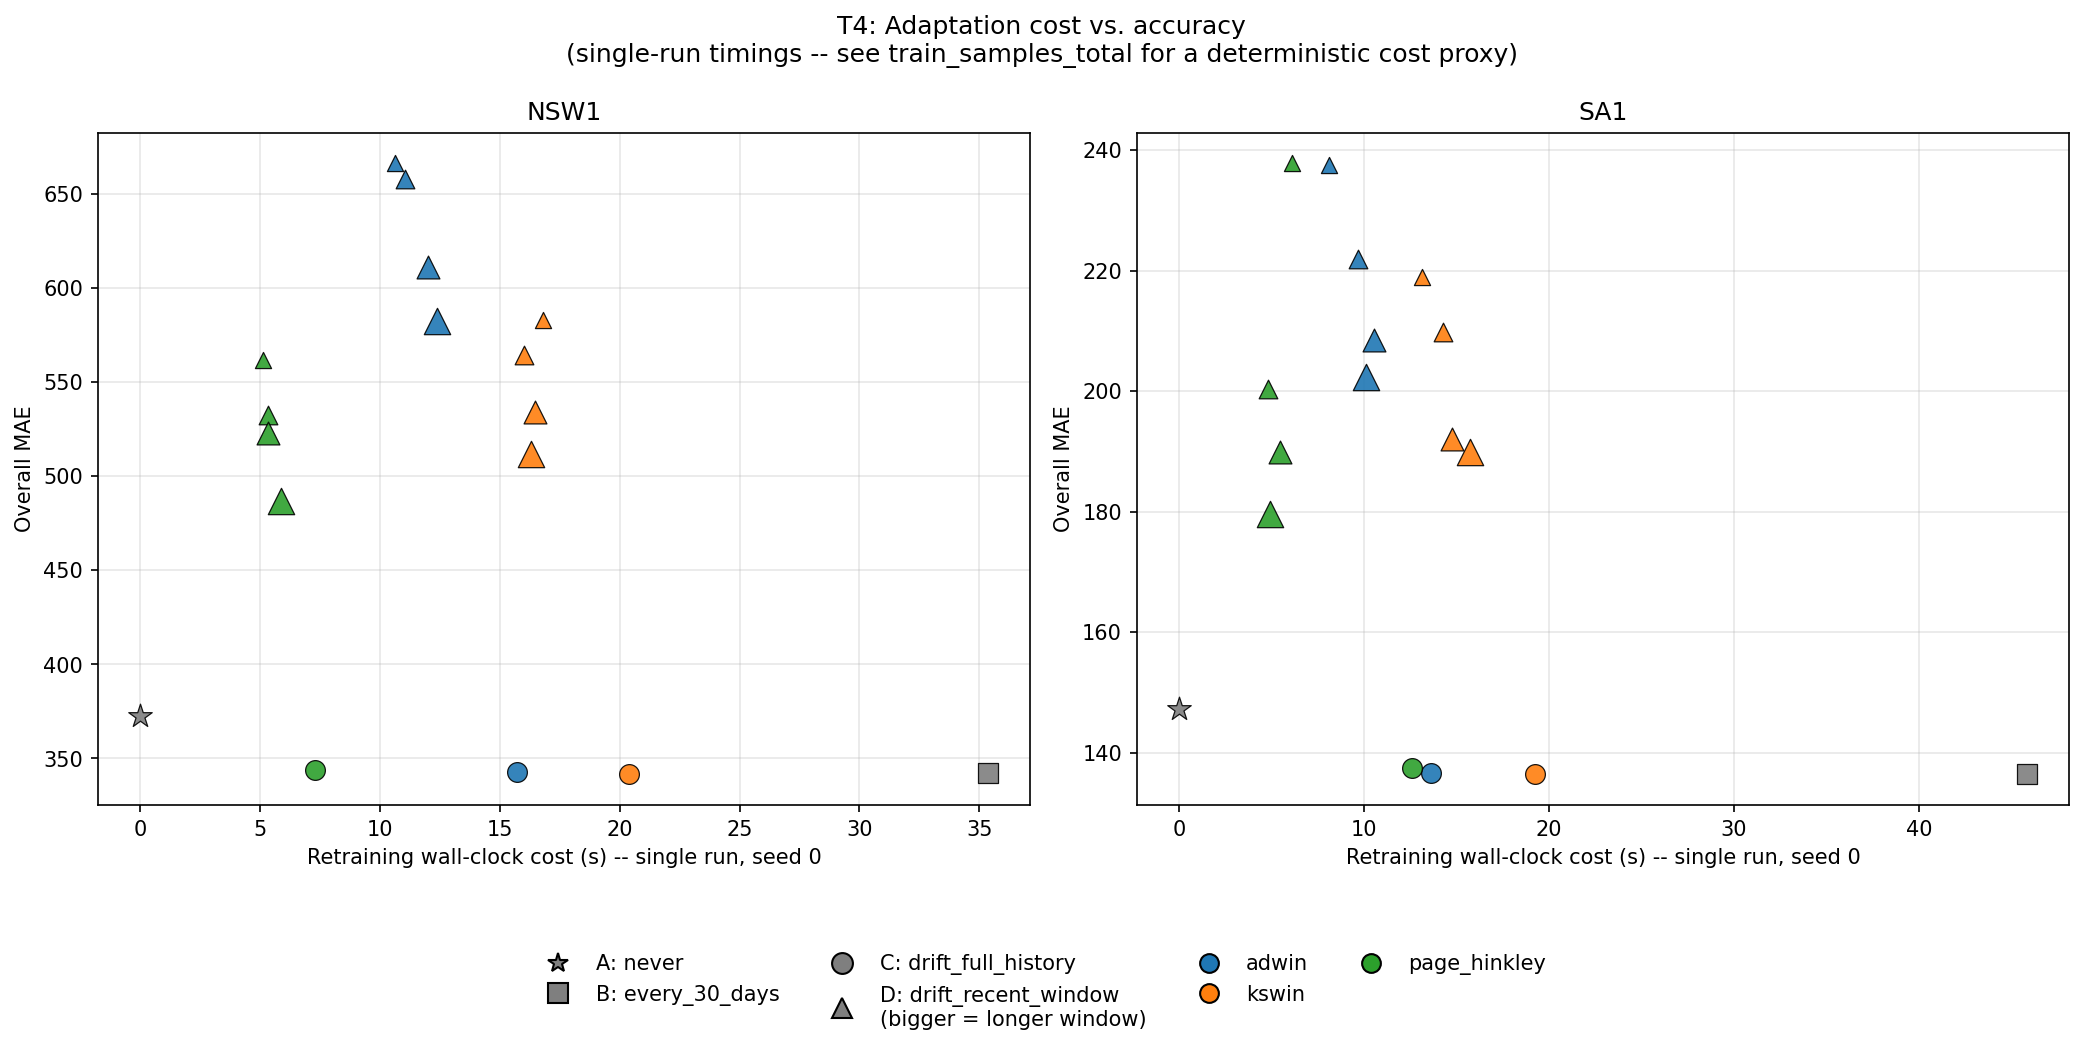 T4: Adaptation cost vs. accuracy
(single-run timings -- see train_samples_total for a deterministic cost proxy)
NSW1
Overall MAE
650
600
550
500
450
400
350
0 5 10 15 20 25 30 35
Retraining wall-clock cost (s) -- single run, seed 0
SA1
Overall MAE
240
220
200
180
160
140
0 10 20 30 40
Retraining wall-clock cost (s) -- single run, seed 0
A: never
B: every_30_days
C: drift_full_history
D: drift_recent_window
(bigger = longer window)
adwin
kswin
page_hinkley